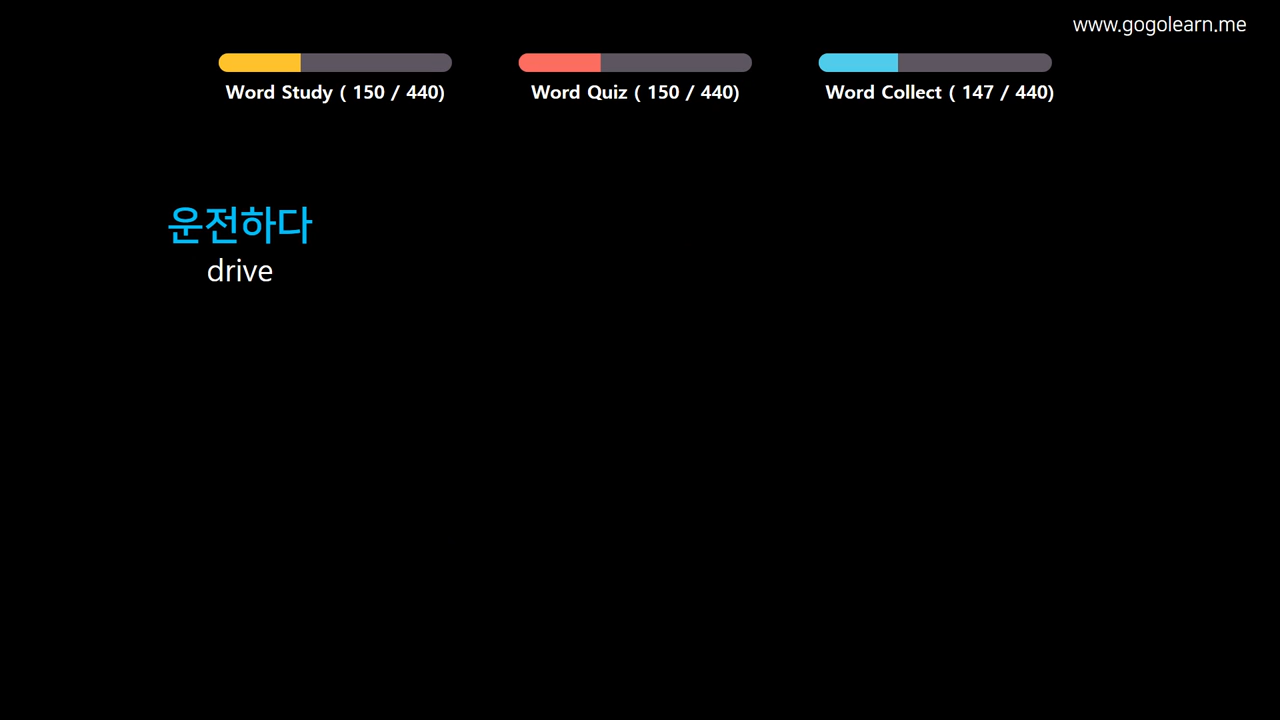 www.gogolearn.me
Word Study ( 150 / 440)
Word Quiz ( 150 / 440)
Word Collect ( 147 / 440)
운전하다
drive